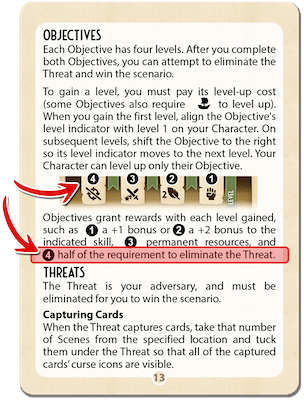 OBJECTIVES
Each Objective has four levels. After you complete
both Objectives, you can attempt to eliminate the
Threat and win the scenario.
To gain a level, you must pay its level-up cost
(some Objectives also require to level up).
When you gain the first level, align the Objective's
level indicator with level 1 on your Character. On
subsequent levels, shift the Objective to the right
so its level indicator moves to the next level. Your
Character can level up only their Objective.
4 3 2 1 LEVEL
Objectives grant rewards with each level gained,
such as 1 a +1 bonus or 2 a +2 bonus to the
indicated skill, 3 permanent resources, and
4 half of the requirement to eliminate the Threat.
THREATS
The Threat is your adversary, and must be
eliminated for you to win the scenario.
Capturing Cards
When the Threat captures cards, take that number
of Scenes from the specified location and tuck
them under the Threat so that all of the captured
cards' curse icons are visible.
13